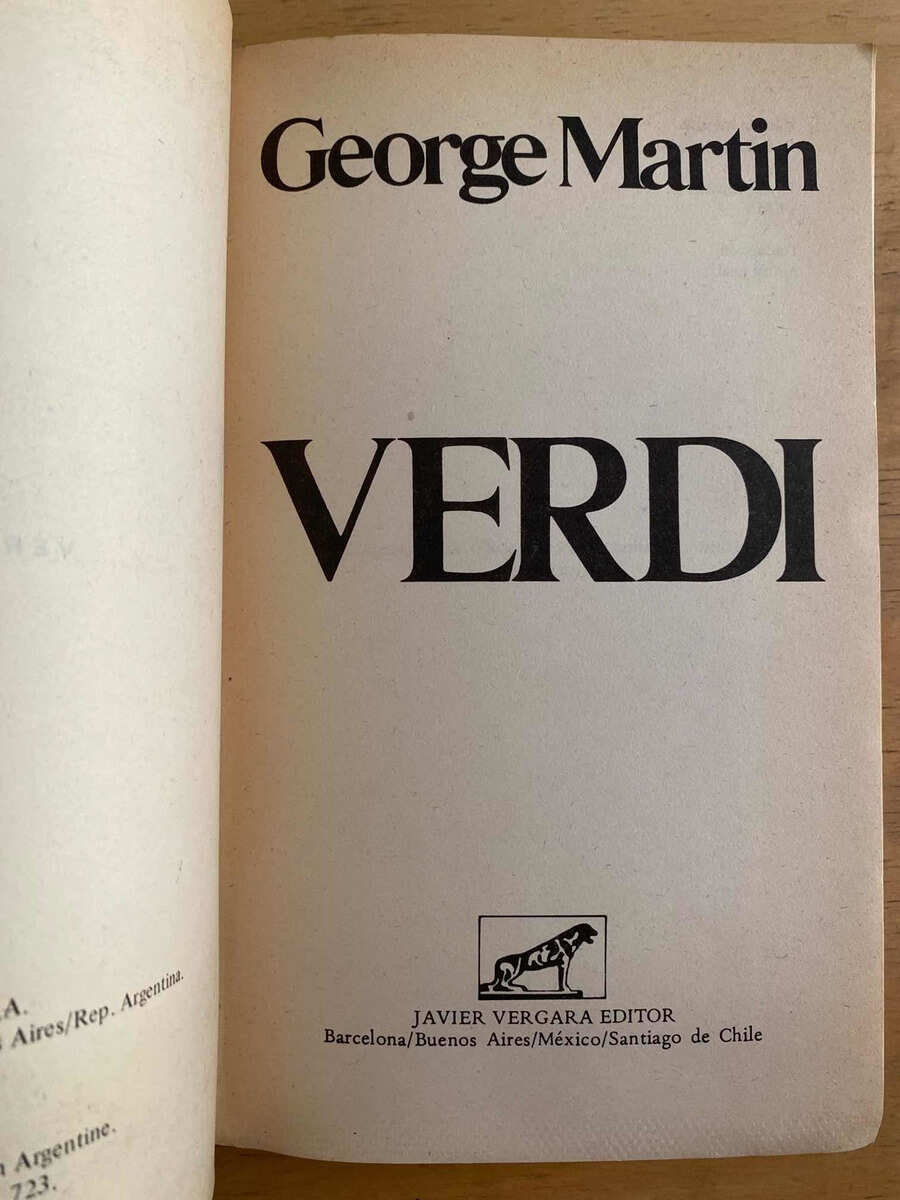 .A.
Aires/Rep. Argentina.
Argentine.
723.
George Martin
VERDI
JAVIER VERGARA EDITOR
Barcelona/Buenos Aires/México/Santiago de Chile